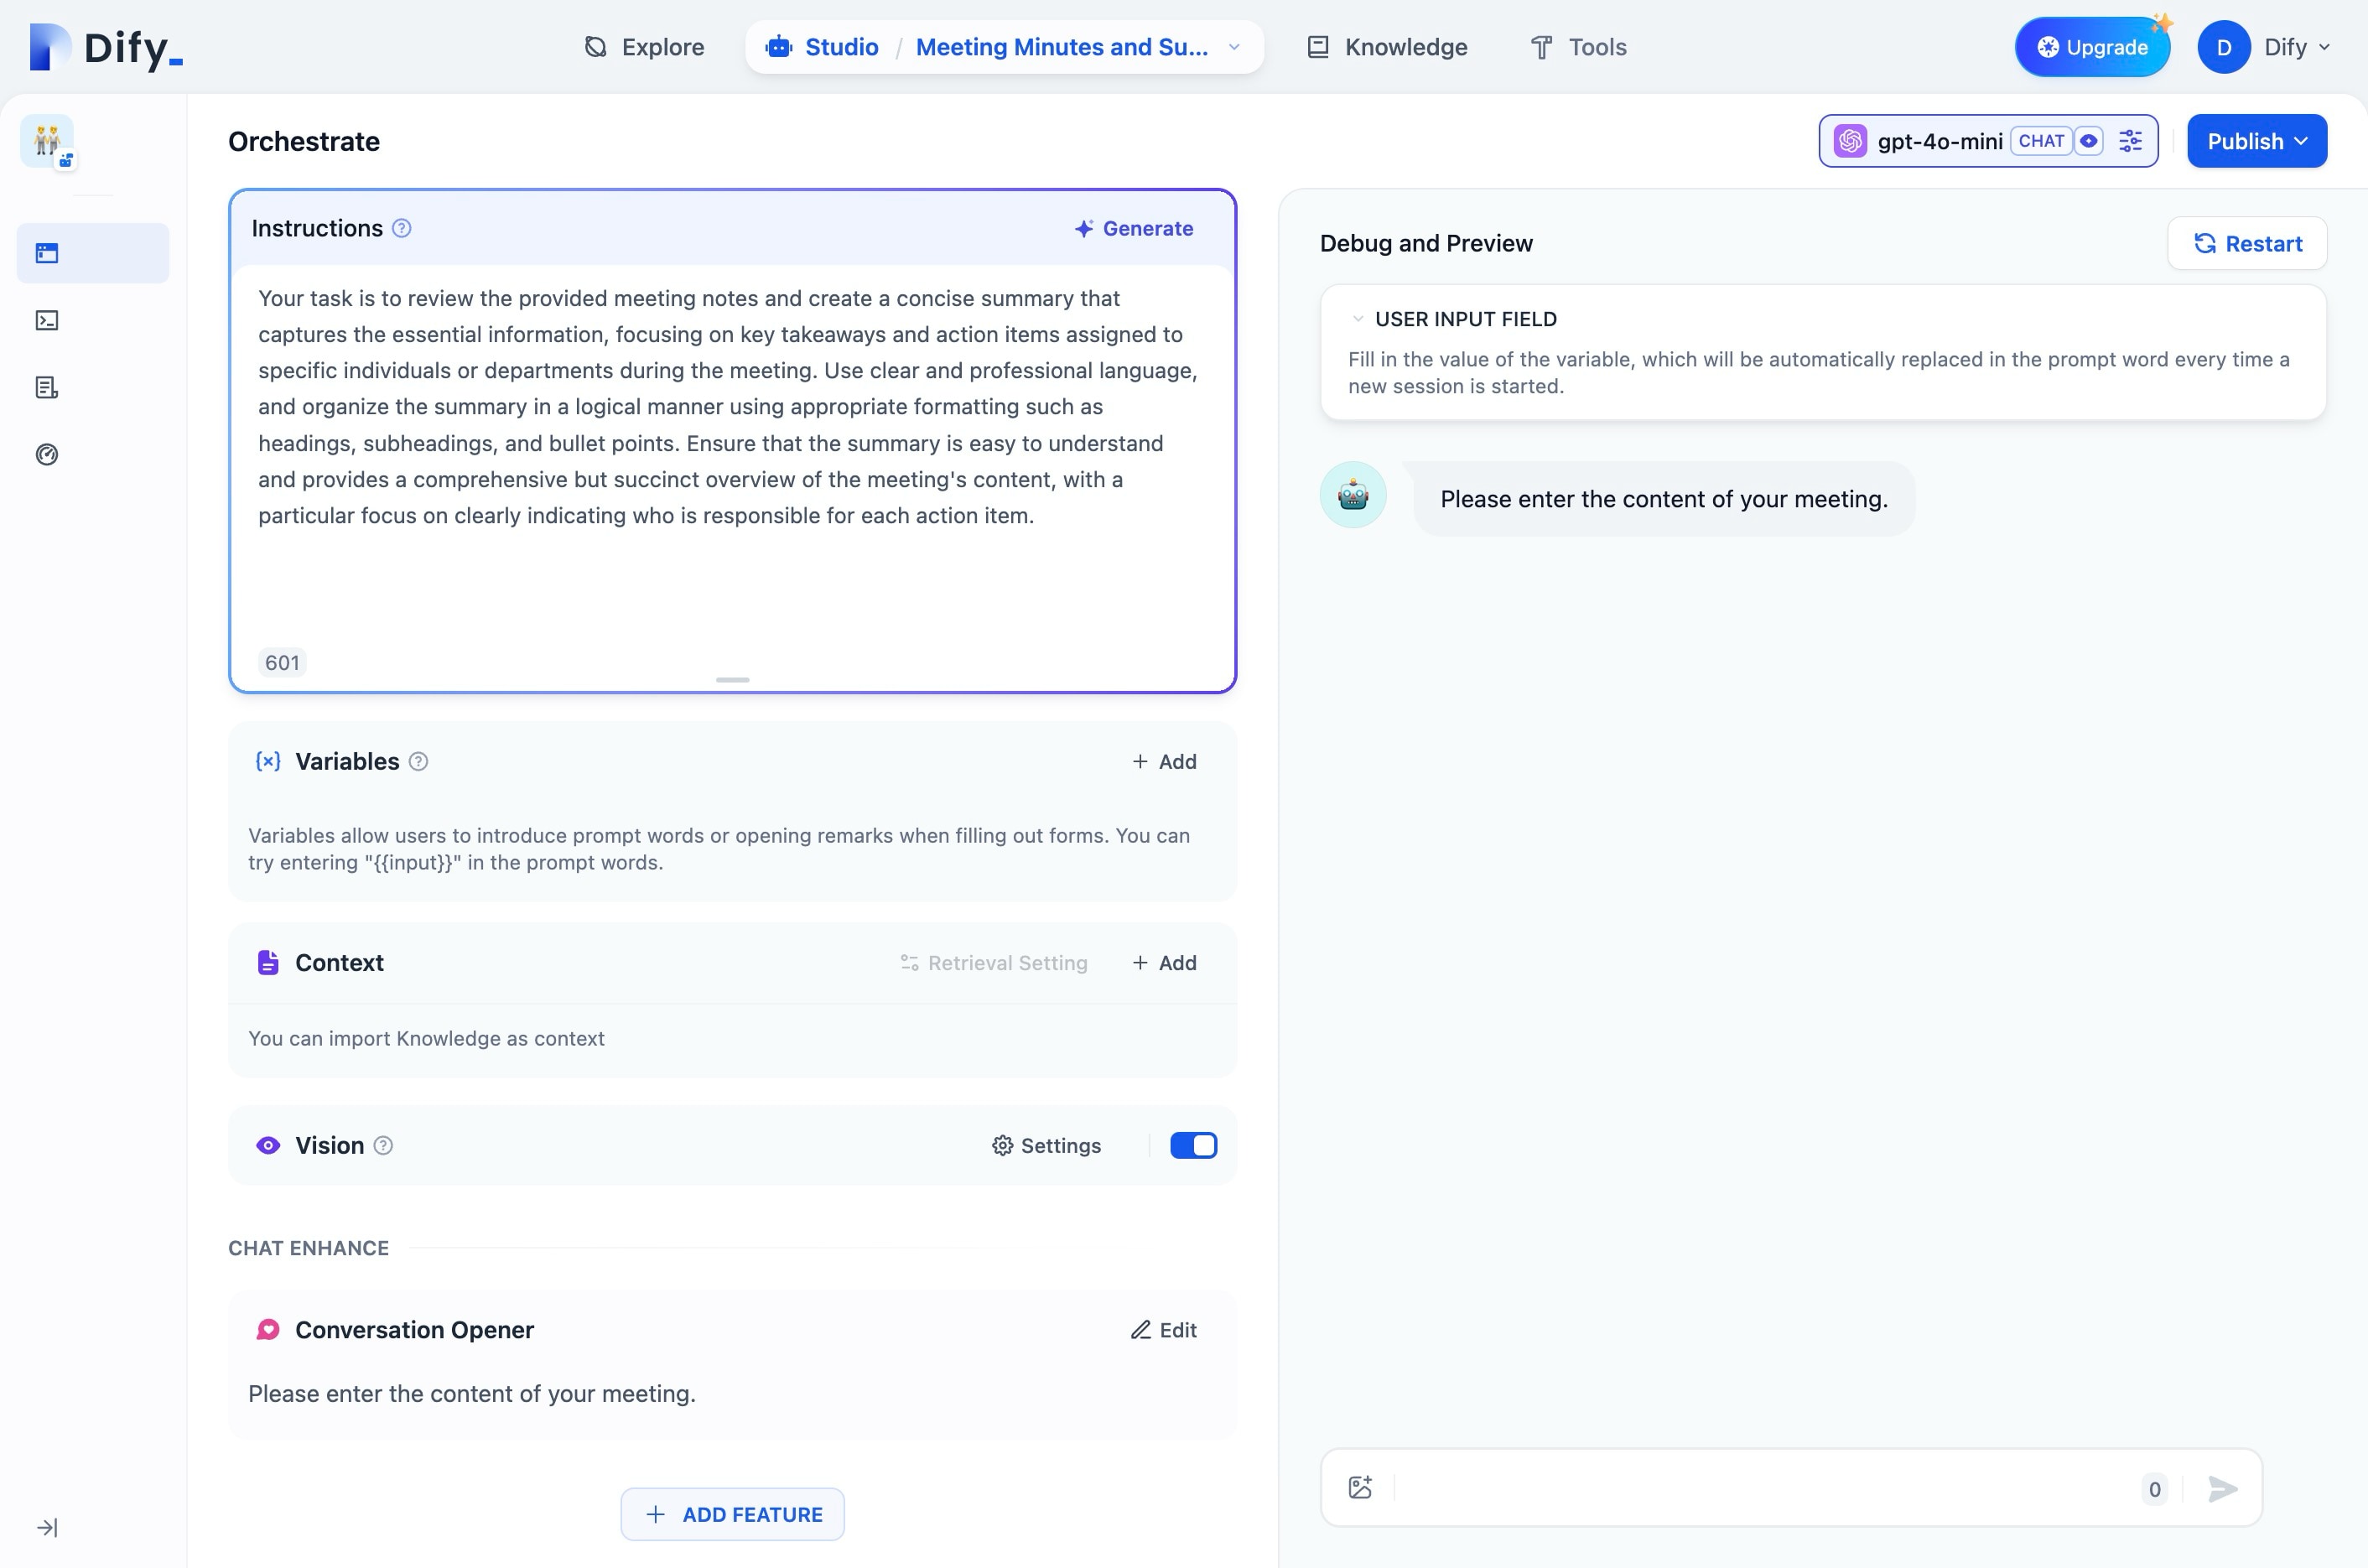 Dify_
Explore
Studio / Meeting Minutes and Su...
Knowledge
Tools
Upgrade
D
Dify
Orchestrate
gpt-4o-mini CHAT
Publish
Instructions
Generate
Your task is to review the provided meeting notes and create a concise summary that
captures the essential information, focusing on key takeaways and action items assigned to
specific individuals or departments during the meeting. Use clear and professional language,
and organize the summary in a logical manner using appropriate formatting such as
headings, subheadings, and bullet points. Ensure that the summary is easy to understand
and provides a comprehensive but succinct overview of the meeting's content, with a
particular focus on clearly indicating who is responsible for each action item.
601
Variables
+ Add
Variables allow users to introduce prompt words or opening remarks when filling out forms. You can
try entering "{{input}}" in the prompt words.
Context
Retrieval Setting
+ Add
You can import Knowledge as context
Vision
Settings
CHAT ENHANCE
Conversation Opener
Edit
Please enter the content of your meeting.
+ ADD FEATURE
Debug and Preview
Restart
USER INPUT FIELD
Fill in the value of the variable, which will be automatically replaced in the prompt word every time a
new session is started.
Please enter the content of your meeting.
0